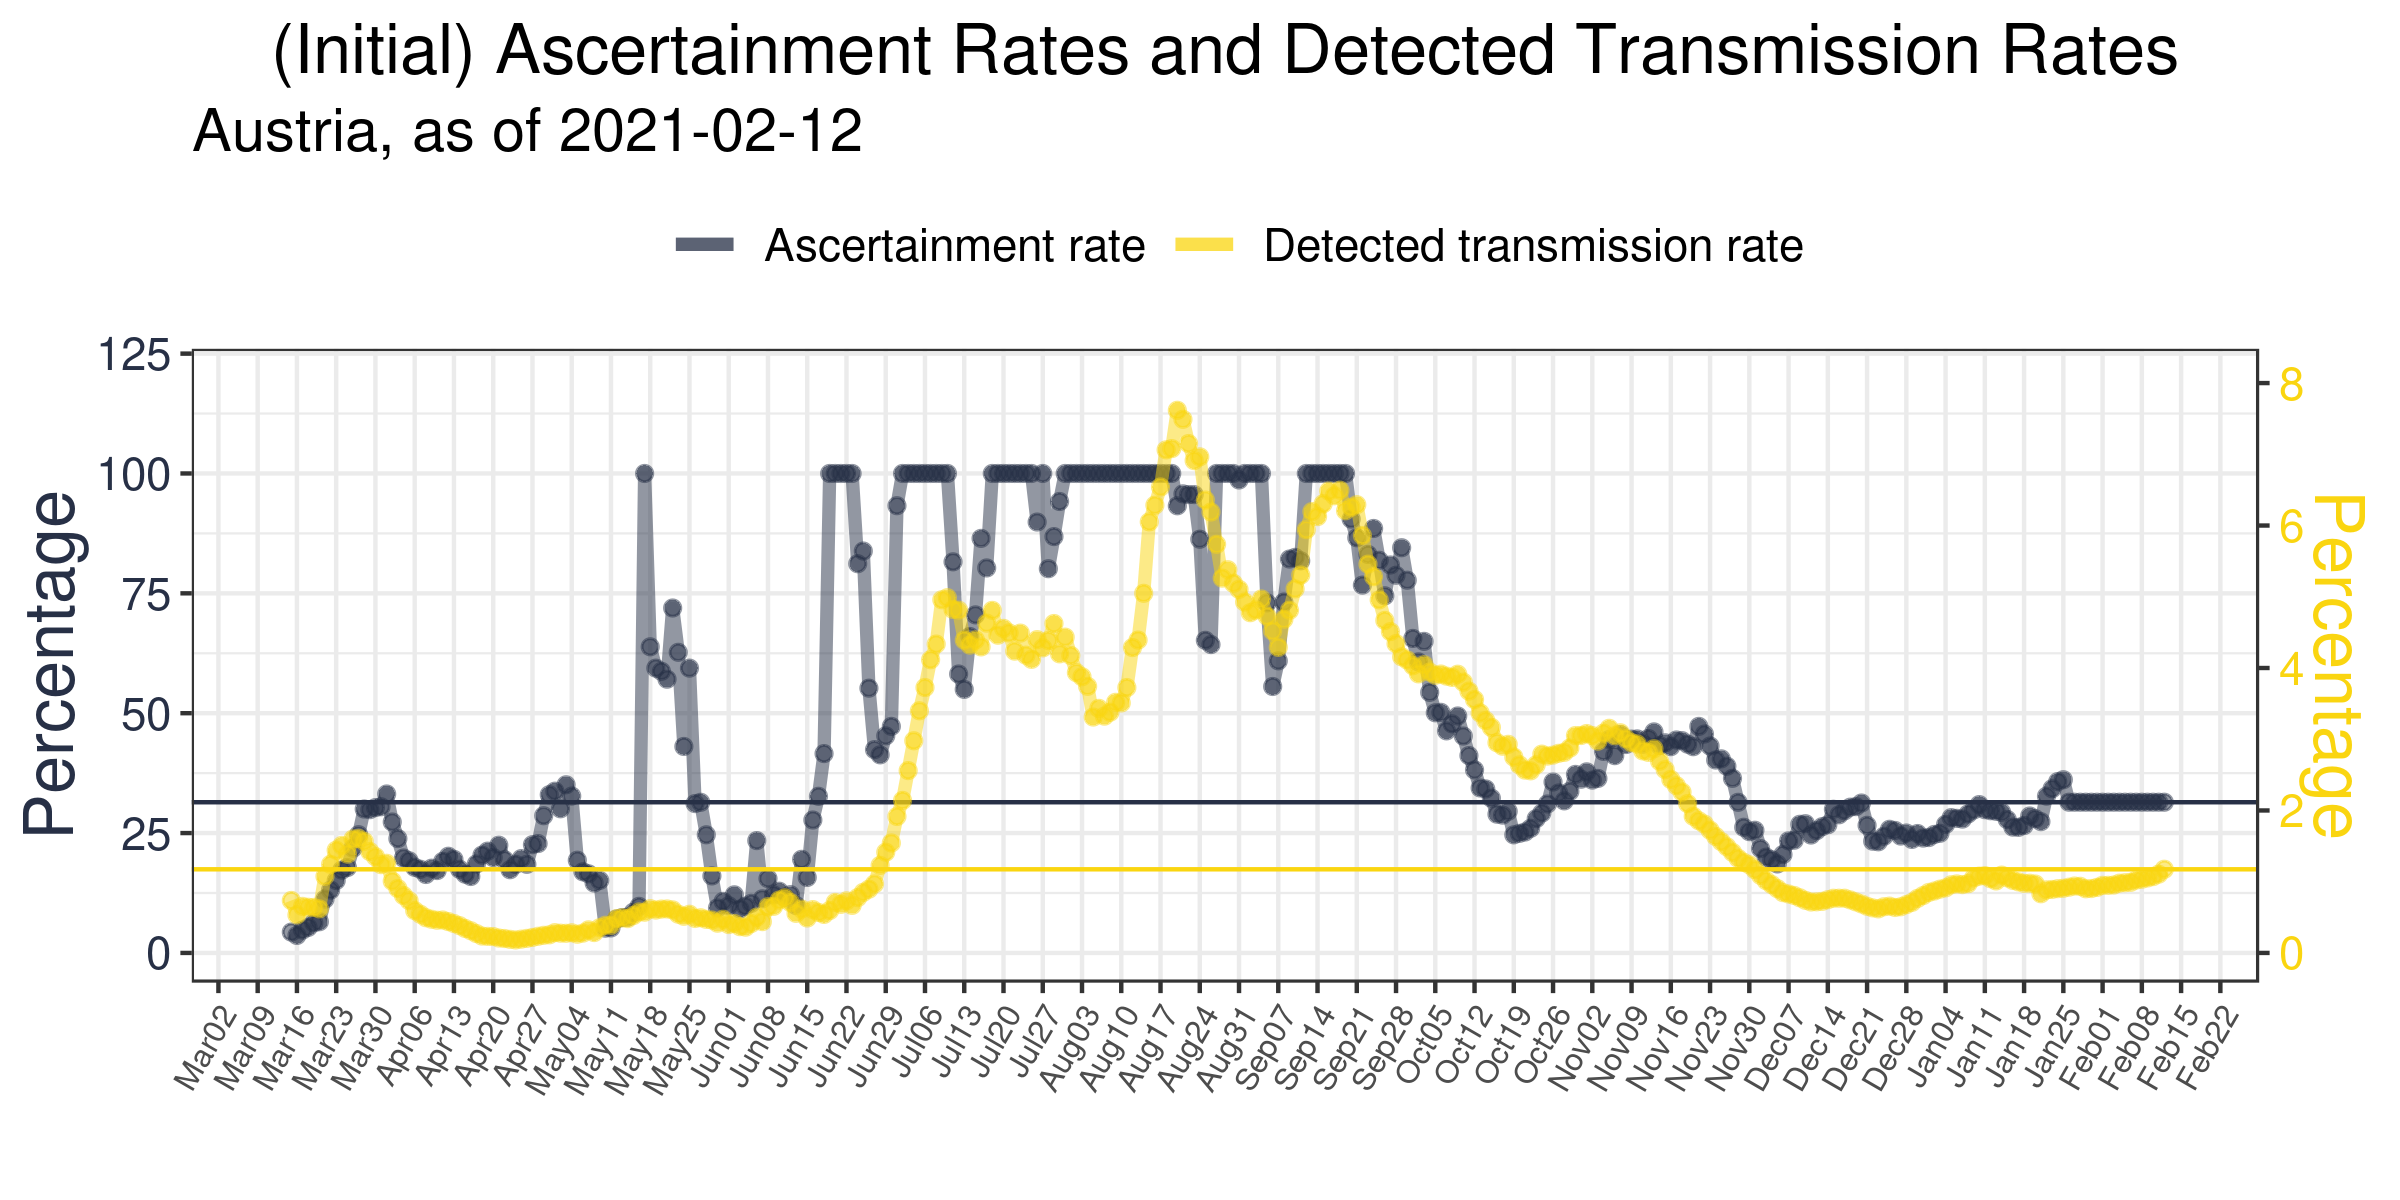 (Initial) Ascertainment Rates and Detected Transmission Rates
Austria, as of 2021-02-12
Ascertainment rate
Detected transmission rate
125
100
75
50
25
0
Percentage
8
6
4
2
0
Percentage
Mar02
Mar09
Mar16
Mar23
Mar30
Apr06
Apr13
Apr20
Apr27
May04
May11
May18
May25
Jun01
Jun08
Jun15
Jun22
Jun29
Jul06
Jul13
Jul20
Jul27
Aug03
Aug10
Aug17
Aug24
Aug31
Sep07
Sep14
Sep21
Sep28
Oct05
Oct12
Oct19
Oct26
Nov02
Nov09
Nov16
Nov23
Nov30
Dec07
Dec14
Dec21
Dec28
Jan04
Jan11
Jan18
Jan25
Feb01
Feb08
Feb15
Feb22